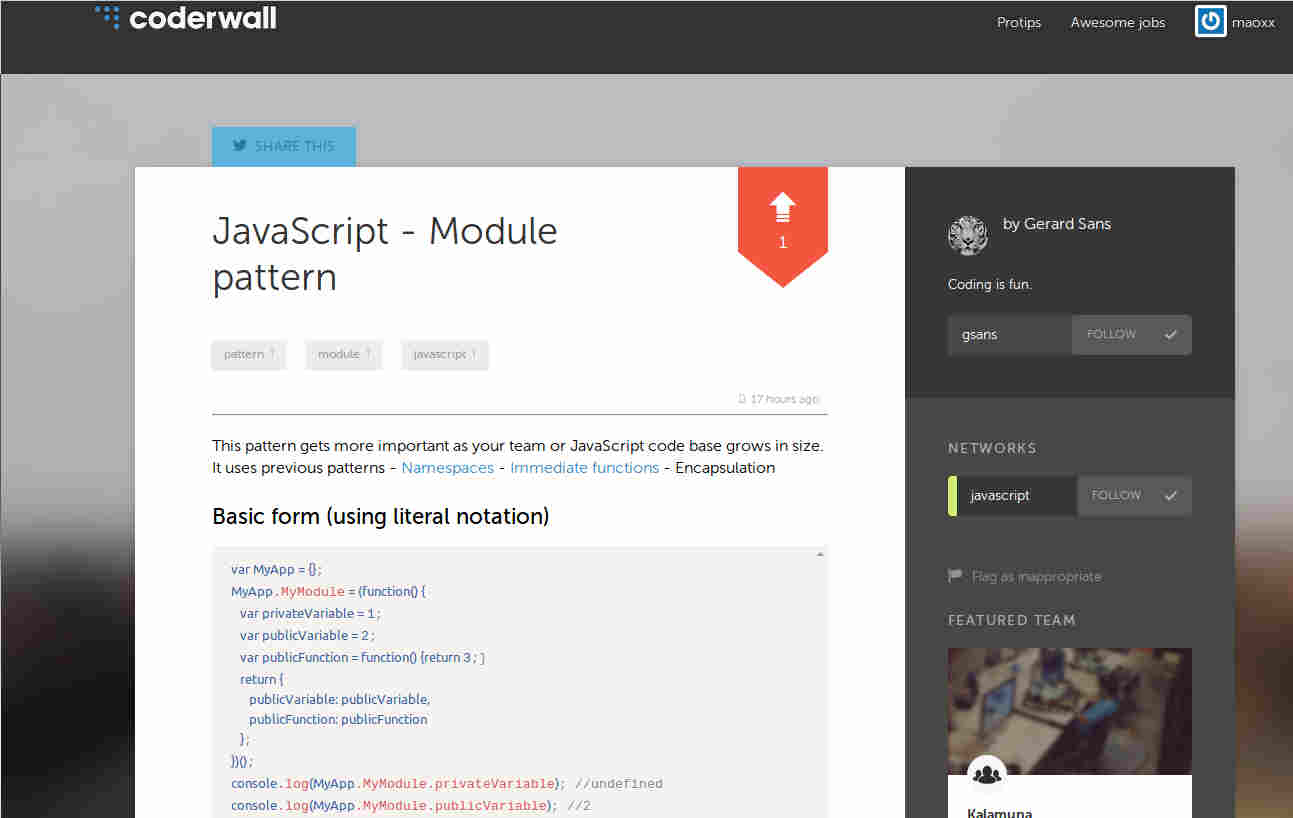 coderwall
Protips Awesome jobs maoxx
SHARE THIS
JavaScript - Module
pattern
1
pattern ↑ module ↑ javascript ↑
17 hours ago
This pattern gets more important as your team or JavaScript code base grows in size.
It uses previous patterns - Namespaces - Immediate functions - Encapsulation
Basic form (using literal notation)
var MyApp = {};
MyApp.MyModule = (function() {
var privateVariable = 1;
var publicVariable = 2;
var publicFunction = function() {return 3; }
return {
publicVariable: publicVariable,
publicFunction: publicFunction
};
})();
console.log(MyApp.MyModule.privateVariable); //undefined
console.log(MyApp.MyModule.publicVariable); //2
by Gerard Sans
Coding is fun.
gsans FOLLOW
NETWORKS
javascript FOLLOW
Flag as inappropriate
FEATURED TEAM
Kalamuna